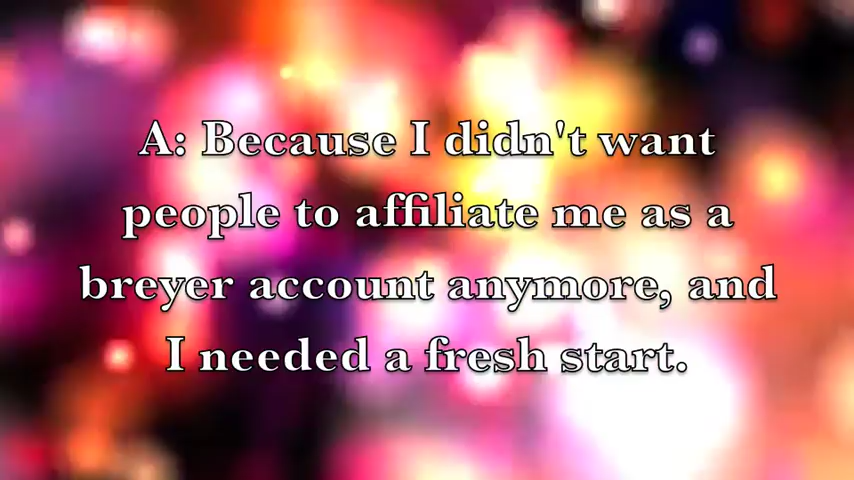 A: Because I didn't want
people to affiliate me as a
breyer account anymore, and
I needed a fresh start.